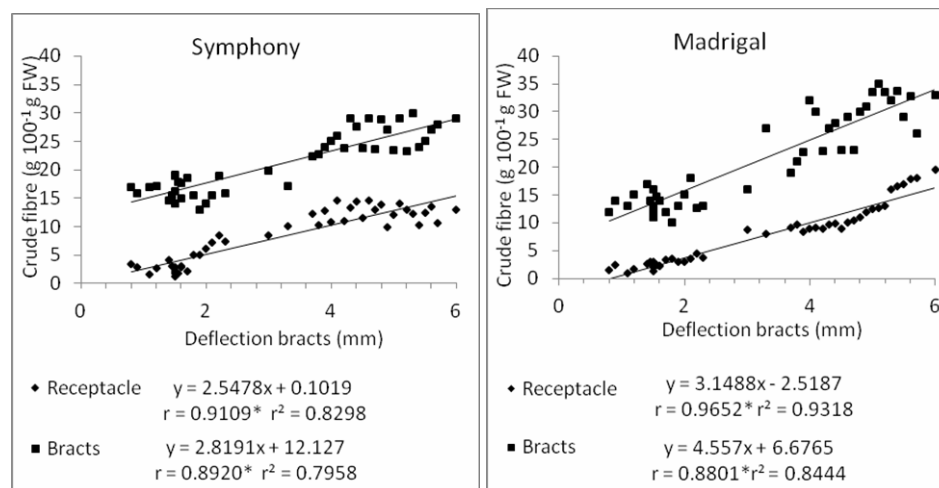 Symphony
Crude fibre (g 100⁻¹ g FW)
40
35
30
25
20
15
10
5
0
0 2 4 6
Deflection bracts (mm)
Receptacle y = 2.5478x + 0.1019
r = 0.9109* r² = 0.8298
Bracts y = 2.8191x + 12.127
r = 0.8920* r² = 0.7958
Madrigal
Crude fibre (g 100⁻¹ g FW)
40
35
30
25
20
15
10
5
0
0 2 4 6
Deflection bracts (mm)
Receptacle y = 3.1488x - 2.5187
r = 0.9652* r² = 0.9318
Bracts y = 4.557x + 6.6765
r = 0.8801*r² = 0.8444